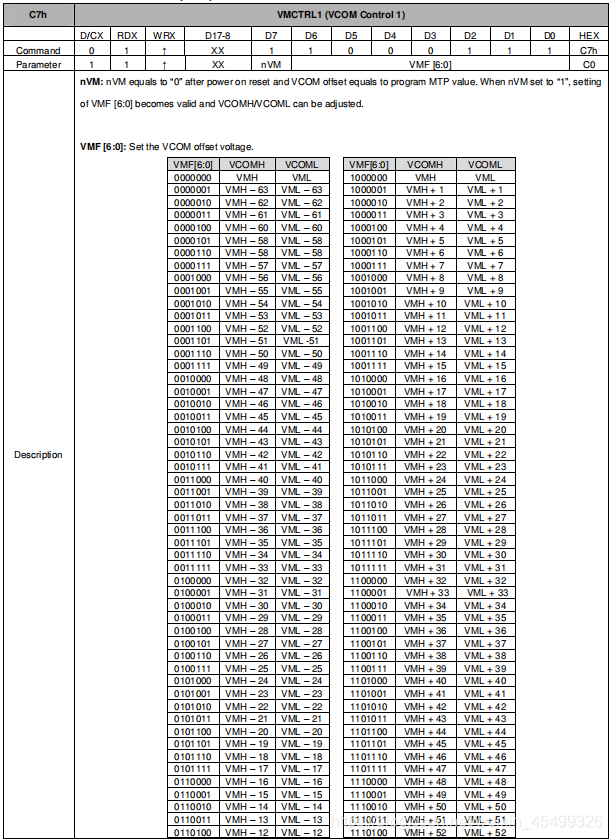 C7h VMCTRL1 (VCOM Control 1)
D/CX RDX WRX D17-8 D7 D6 D5 D4 D3 D2 D1 D0 HEX
Command 0 1 ↑ XX 1 1 0 0 0 1 1 1 C7h
Parameter 1 1 ↑ XX nVM VMF [6:0] C0
Description
nVM: nVM equals to “0” after power on reset and VCOM offset equals to program MTP value. When nVM set to “1”, setting
of VMF [6:0] becomes valid and VCOMH/VCOML can be adjusted.
VMF [6:0]: Set the VCOM offset voltage.
VMF[6:0] VCOMH VCOML VMF[6:0] VCOMH VCOML
0000000 VMH VML 1000000 VMH VML
0000001 VMH – 63 VML – 63 1000001 VMH + 1 VML + 1
0000010 VMH – 62 VML – 62 1000010 VMH + 2 VML + 2
0000011 VMH – 61 VML – 61 1000011 VMH + 3 VML + 3
0000100 VMH – 60 VML – 60 1000100 VMH + 4 VML + 4
0000101 VMH – 58 VML – 58 1000101 VMH + 5 VML + 5
0000110 VMH – 58 VML – 58 1000110 VMH + 6 VML + 6
0000111 VMH – 57 VML – 57 1000111 VMH + 7 VML + 7
0001000 VMH – 56 VML – 56 1001000 VMH + 8 VML + 8
0001001 VMH – 55 VML – 55 1001001 VMH + 9 VML + 9
0001010 VMH – 54 VML – 54 1001010 VMH + 10 VML + 10
0001011 VMH – 53 VML – 53 1001011 VMH + 11 VML + 11
0001100 VMH – 52 VML – 52 1001100 VMH + 12 VML + 12
0001101 VMH – 51 VML -51 1001101 VMH + 13 VML + 13
0001110 VMH – 50 VML – 50 1001110 VMH + 14 VML + 14
0001111 VMH – 49 VML – 49 1001111 VMH + 15 VML + 15
0010000 VMH – 48 VML – 48 1010000 VMH + 16 VML + 16
0010001 VMH – 47 VML – 47 1010001 VMH + 17 VML + 17
0010010 VMH – 46 VML – 46 1010010 VMH + 18 VML + 18
0010011 VMH – 45 VML – 45 1010011 VMH + 19 VML + 19
0010100 VMH – 44 VML – 44 1010100 VMH + 20 VML + 20
0010101 VMH – 43 VML – 43 1010101 VMH + 21 VML + 21
0010110 VMH – 42 VML – 42 1010110 VMH + 22 VML + 22
0010111 VMH – 41 VML – 41 1010111 VMH + 23 VML + 23
0011000 VMH – 40 VML – 40 1011000 VMH + 24 VML + 24
0011001 VMH – 39 VML – 39 1011001 VMH + 25 VML + 25
0011010 VMH – 38 VML – 38 1011010 VMH + 26 VML + 26
0011011 VMH – 37 VML – 37 1011011 VMH + 27 VML + 27
0011100 VMH – 36 VML – 36 1011100 VMH + 28 VML + 28
0011101 VMH – 35 VML – 35 1011101 VMH + 29 VML + 29
0011110 VMH – 34 VML – 34 1011110 VMH + 30 VML + 30
0011111 VMH – 33 VML – 33 1011111 VMH + 31 VML + 31
0100000 VMH – 32 VML – 32 1100000 VMH + 32 VML + 32
0100001 VMH – 31 VML – 31 1100001 VMH + 33 VML + 33
0100010 VMH – 30 VML – 30 1100010 VMH + 34 VML + 34
0100011 VMH – 29 VML – 29 1100011 VMH + 35 VML + 35
0100100 VMH – 28 VML – 28 1100100 VMH + 36 VML + 36
0100101 VMH – 27 VML – 27 1100101 VMH + 37 VML + 37
0100110 VMH – 26 VML – 26 1100110 VMH + 38 VML + 38
0100111 VMH – 25 VML – 25 1100111 VMH + 39 VML + 39
0101000 VMH – 24 VML – 24 1101000 VMH + 40 VML + 40
0101001 VMH – 23 VML – 23 1101001 VMH + 41 VML + 41
0101010 VMH – 22 VML – 22 1101010 VMH + 42 VML + 42
0101011 VMH – 21 VML – 21 1101011 VMH + 43 VML + 43
0101100 VMH – 20 VML – 20 1101100 VMH + 44 VML + 44
0101101 VMH – 19 VML – 19 1101101 VMH + 45 VML + 45
0101110 VMH – 18 VML – 18 1101110 VMH + 46 VML + 46
0101111 VMH – 17 VML – 17 1101111 VMH + 47 VML + 47
0110000 VMH – 16 VML – 16 1110000 VMH + 48 VML + 48
0110001 VMH – 15 VML – 15 1110001 VMH + 49 VML + 49
0110010 VMH – 14 VML – 14 1110010 VMH + 50 VML + 50
0110011 VMH – 13 VML – 13 1110011 VMH + 51 VML + 51
0110100 VMH – 12 VML – 12 1110100 VMH + 52 VML + 52